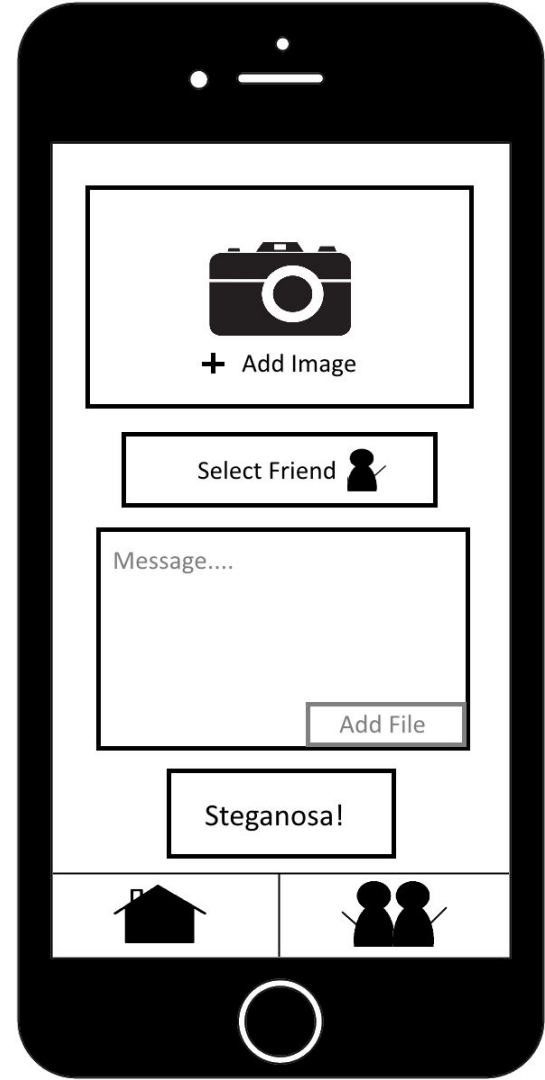 + Add Image
Select Friend
Message....
Add File
Steganosa!